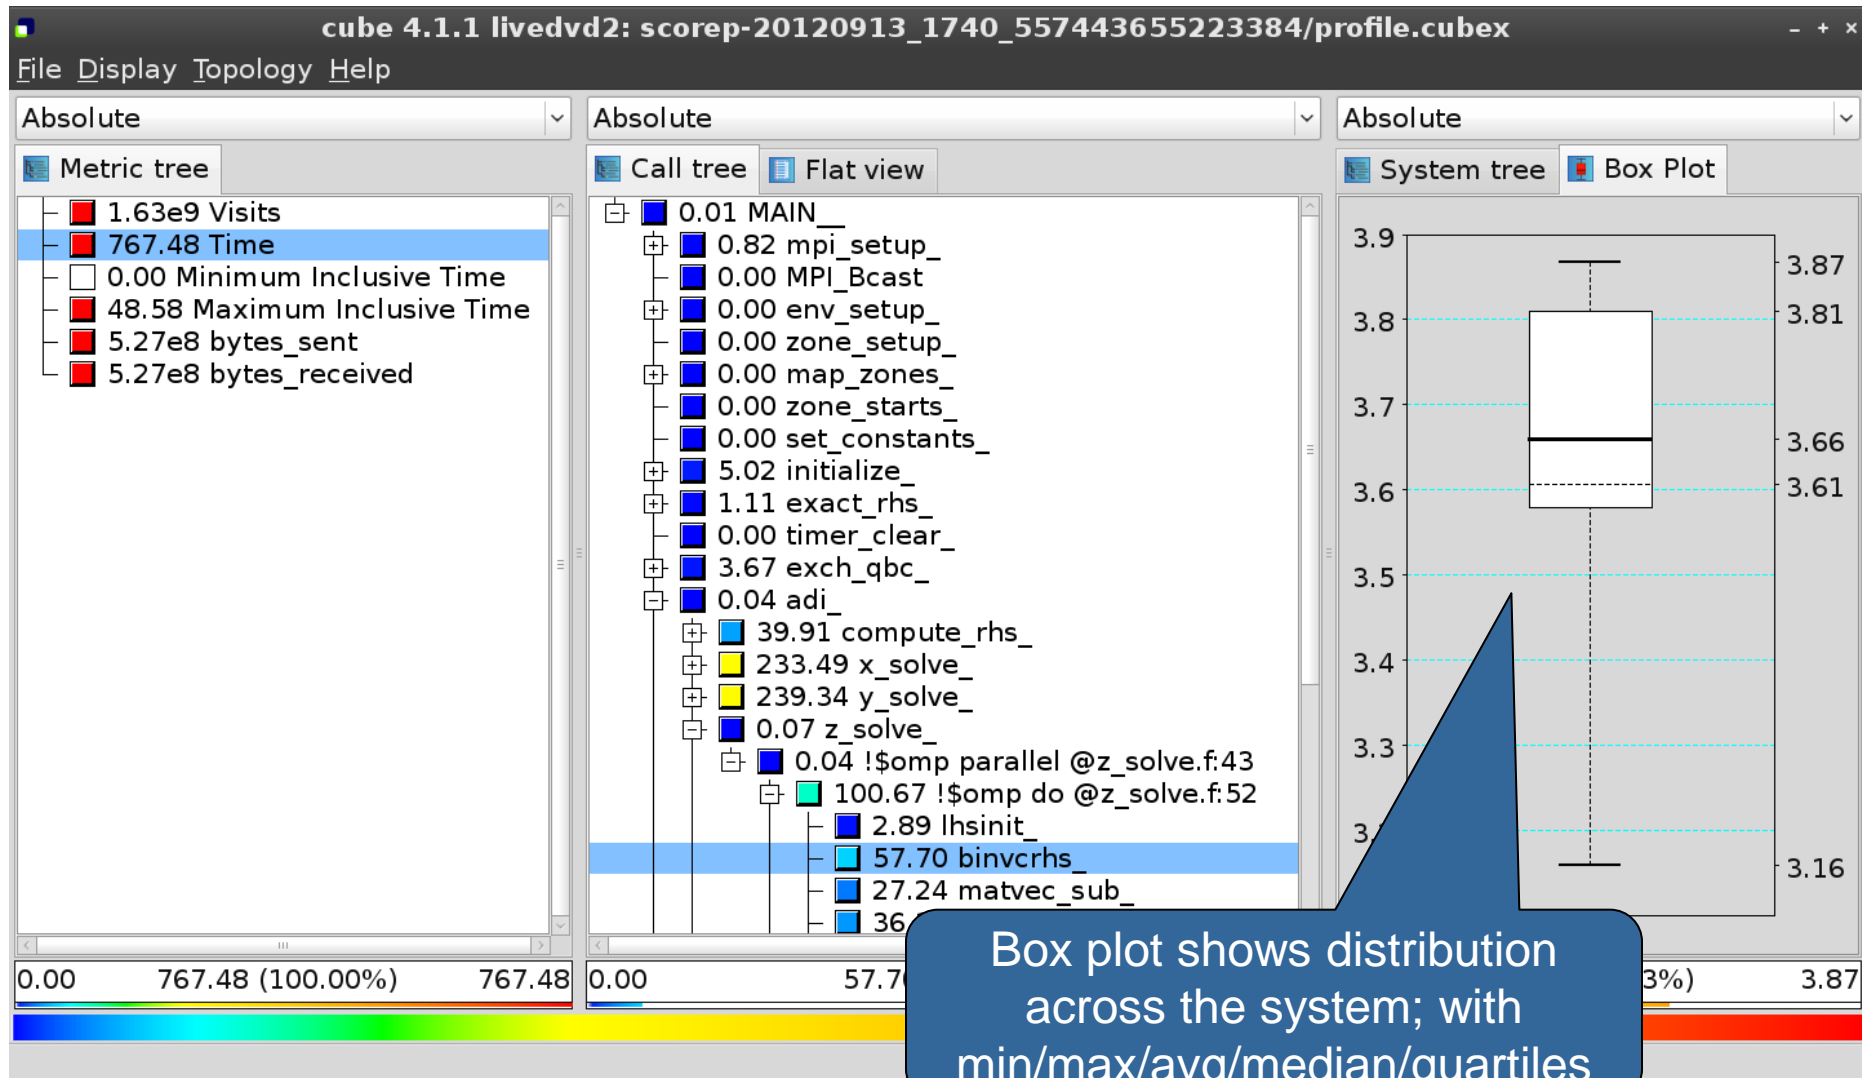 cube 4.1.1 livedvd2: scorep-20120913_1740_557443655223384/profile.cubex
File Display Topology Help
Absolute
Absolute
Absolute
Metric tree
Call tree
Flat view
System tree
Box Plot
1.63e9 Visits
767.48 Time
0.00 Minimum Inclusive Time
48.58 Maximum Inclusive Time
5.27e8 bytes_sent
5.27e8 bytes_received
0.00 767.48 (100.00%) 767.48
0.01 MAIN__
0.82 mpi_setup_
0.00 MPI_Bcast
0.00 env_setup_
0.00 zone_setup_
0.00 map_zones_
0.00 zone_starts_
0.00 set_constants_
5.02 initialize_
1.11 exact_rhs_
0.00 timer_clear_
3.67 exch_qbc_
0.04 adi_
39.91 compute_rhs_
233.49 x_solve_
239.34 y_solve_
0.07 z_solve_
0.04 !$omp parallel @z_solve.f:43
100.67 !$omp do @z_solve.f:52
2.89 lhsinit_
57.70 binvcrhs_
27.24 matvec_sub_
36
0.00
3.9
3.8
3.7
3.6
3.5
3.4
3.3
3.87
3.81
3.66
3.61
3.16
3%) 3.87
Box plot shows distribution
across the system; with
min/max/avg/median/quartiles